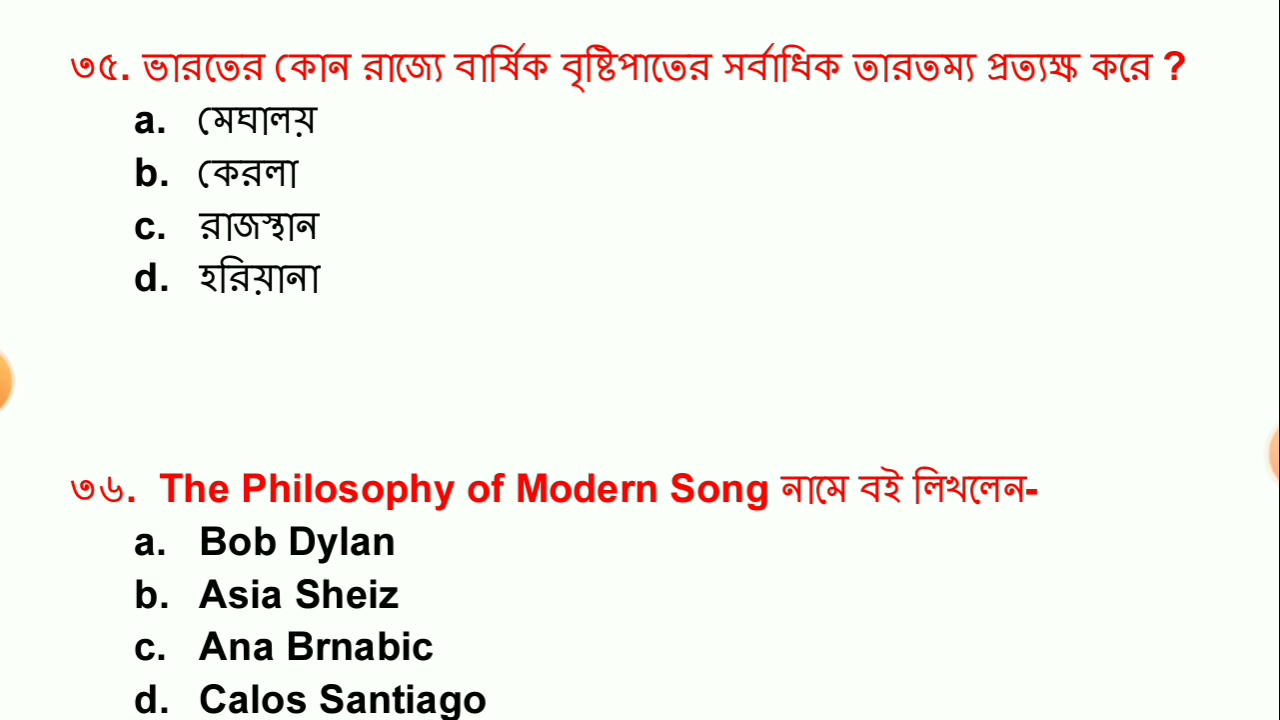 ৩৫. ভারতের কোন রাজ্যে বার্ষিক বৃষ্টিপাতের সর্বাধিক তারতম্য প্রত্যক্ষ করে ?
a. মেঘালয়
b. কেরলা
c. রাজস্থান
d. হরিয়ানা
৩৬. The Philosophy of Modern Song নামে বই লিখলেন-
a. Bob Dylan
b. Asia Sheiz
c. Ana Brnabic
d. Calos Santiago